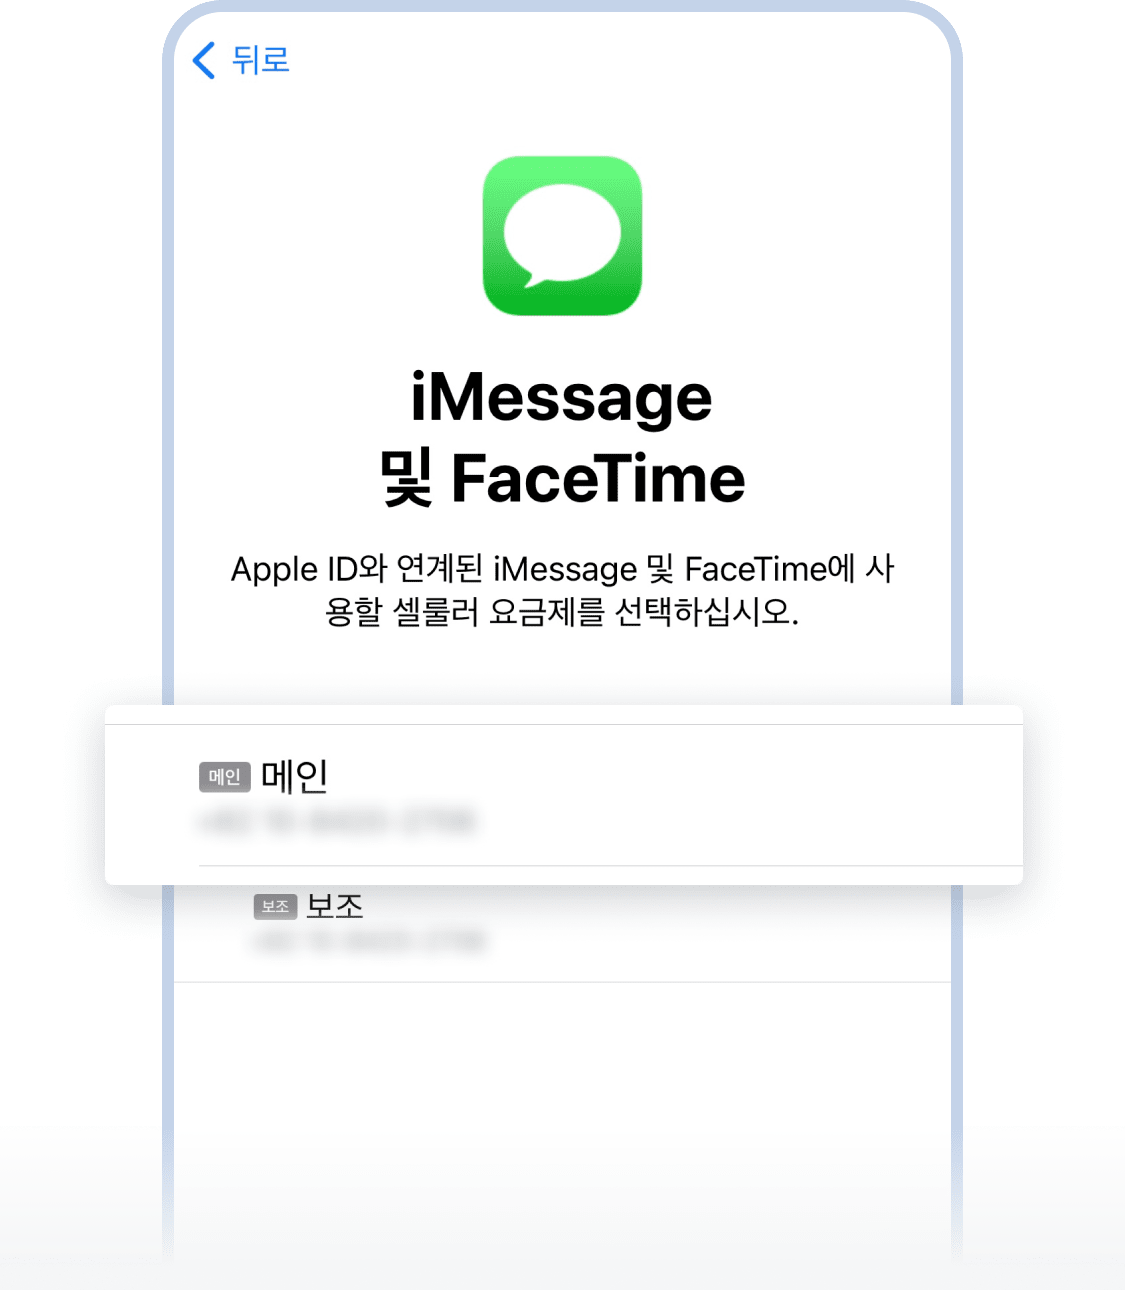 뒤로
iMessage
및 FaceTime
Apple ID와 연계된 iMessage 및 FaceTime에 사
용할 셀룰러 요금제를 선택하십시오.
메인 메인
보조 보조